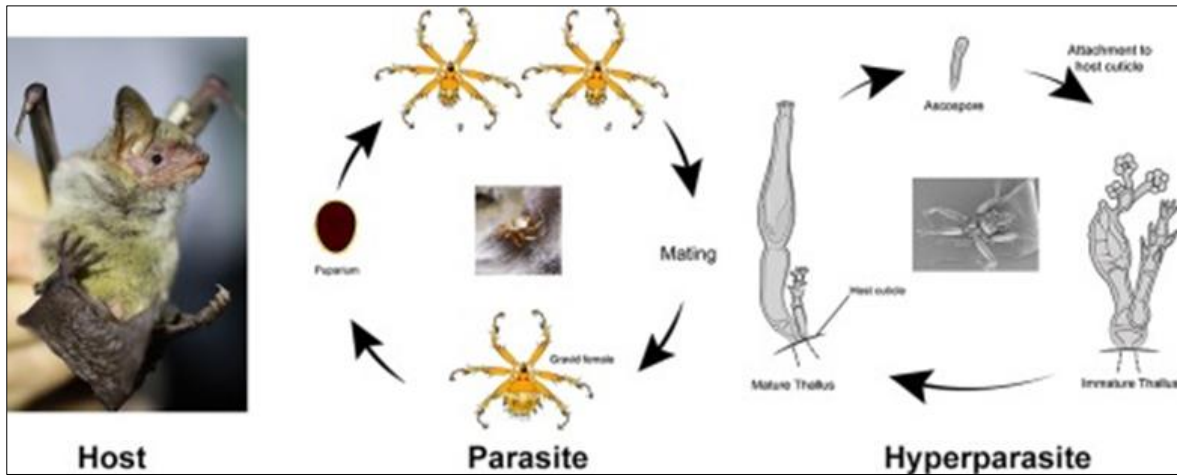 Ascospore
Attachment to
host cuticle
♀
♂
Puparium
Mating
Host cuticle
Gravid female
Mature Thallus
Immature Thallus
Host
Parasite
Hyperparasite